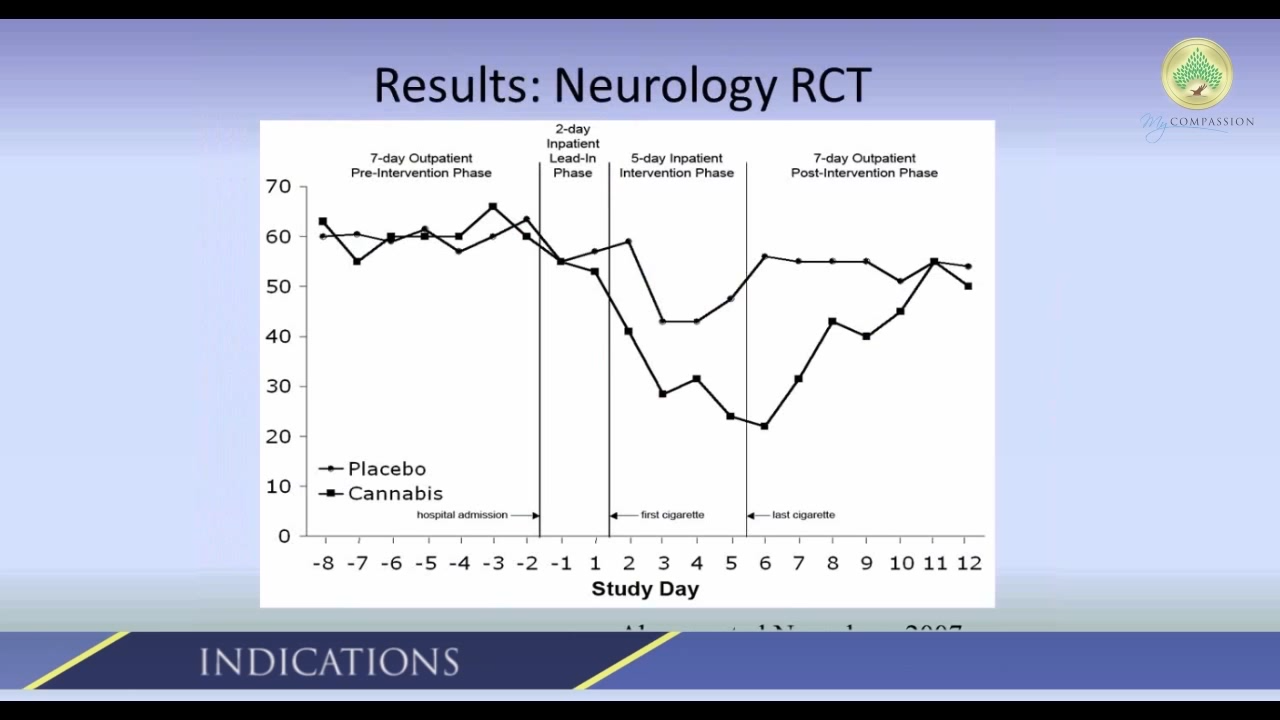 Results: Neurology RCT
My COMPASSION
7-day Outpatient
Pre-Intervention Phase
2-day
Inpatient
Lead-In
Phase
5-day Inpatient
Intervention Phase
7-day Outpatient
Post-Intervention Phase
70
60
50
40
30
20
10
0
Placebo
Cannabis
hospital admission
first cigarette
last cigarette
-8 -7 -6 -5 -4 -3 -2 -1 1 2 3 4 5 6 7 8 9 10 11 12
Study Day
2007
INDICATIONS